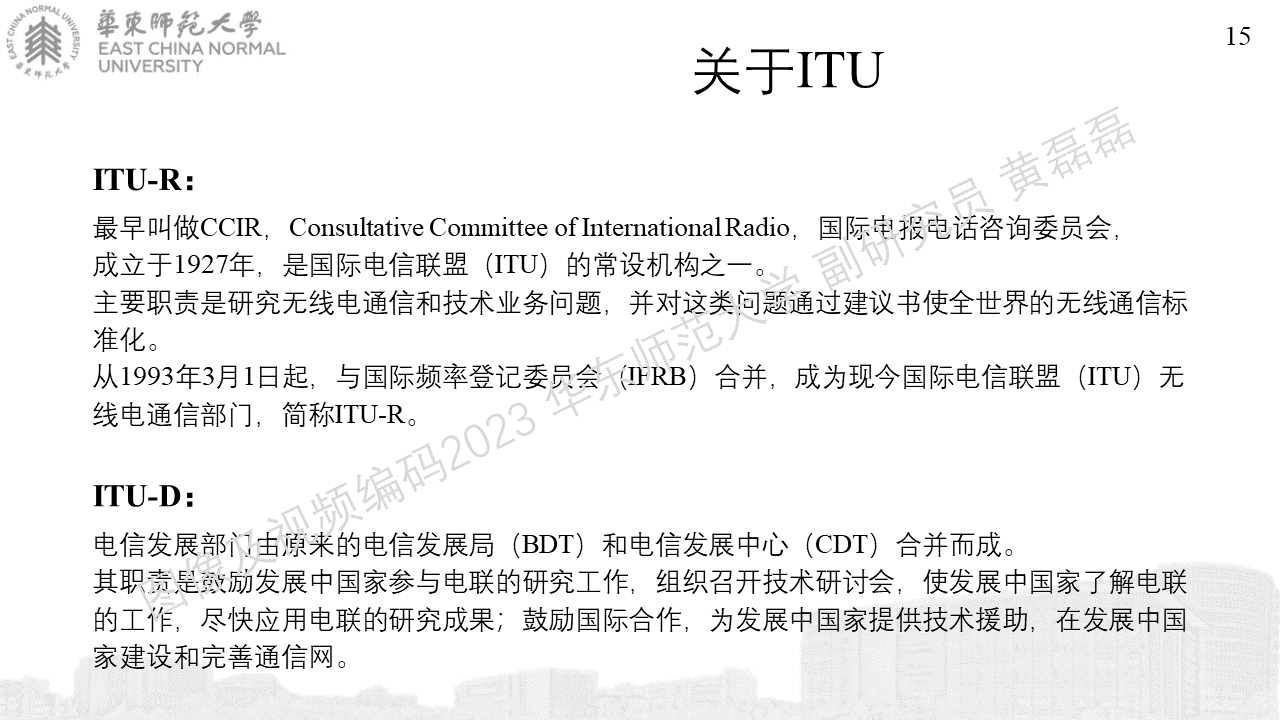 華東師範大學
EAST CHINA NORMAL
UNIVERSITY
EAST CHINA NORMAL UNIVERSITY
華東师范大学
15
关于ITU
ITU-R：
最早叫做CCIR，Consultative Committee of International Radio，国际电报电话咨询委员会，
成立于1927年，是国际电信联盟（ITU）的常设机构之一。
主要职责是研究无线电通信和技术业务问题，并对这类问题通过建议书使全世界的无线通信标
准化。
从1993年3月1日起，与国际频率登记委员会（IFRB）合并，成为现今国际电信联盟（ITU）无
线电通信部门，简称ITU-R。
ITU-D：
电信发展部门由原来的电信发展局（BDT）和电信发展中心（CDT）合并而成。
其职责是鼓励发展中国家参与电联的研究工作，组织召开技术研讨会，使发展中国家了解电联
的工作，尽快应用电联的研究成果；鼓励国际合作，为发展中国家提供技术援助，在发展中国
家建设和完善通信网。
图像及视频编码2023 华东师范大学 副研究员 黄磊磊